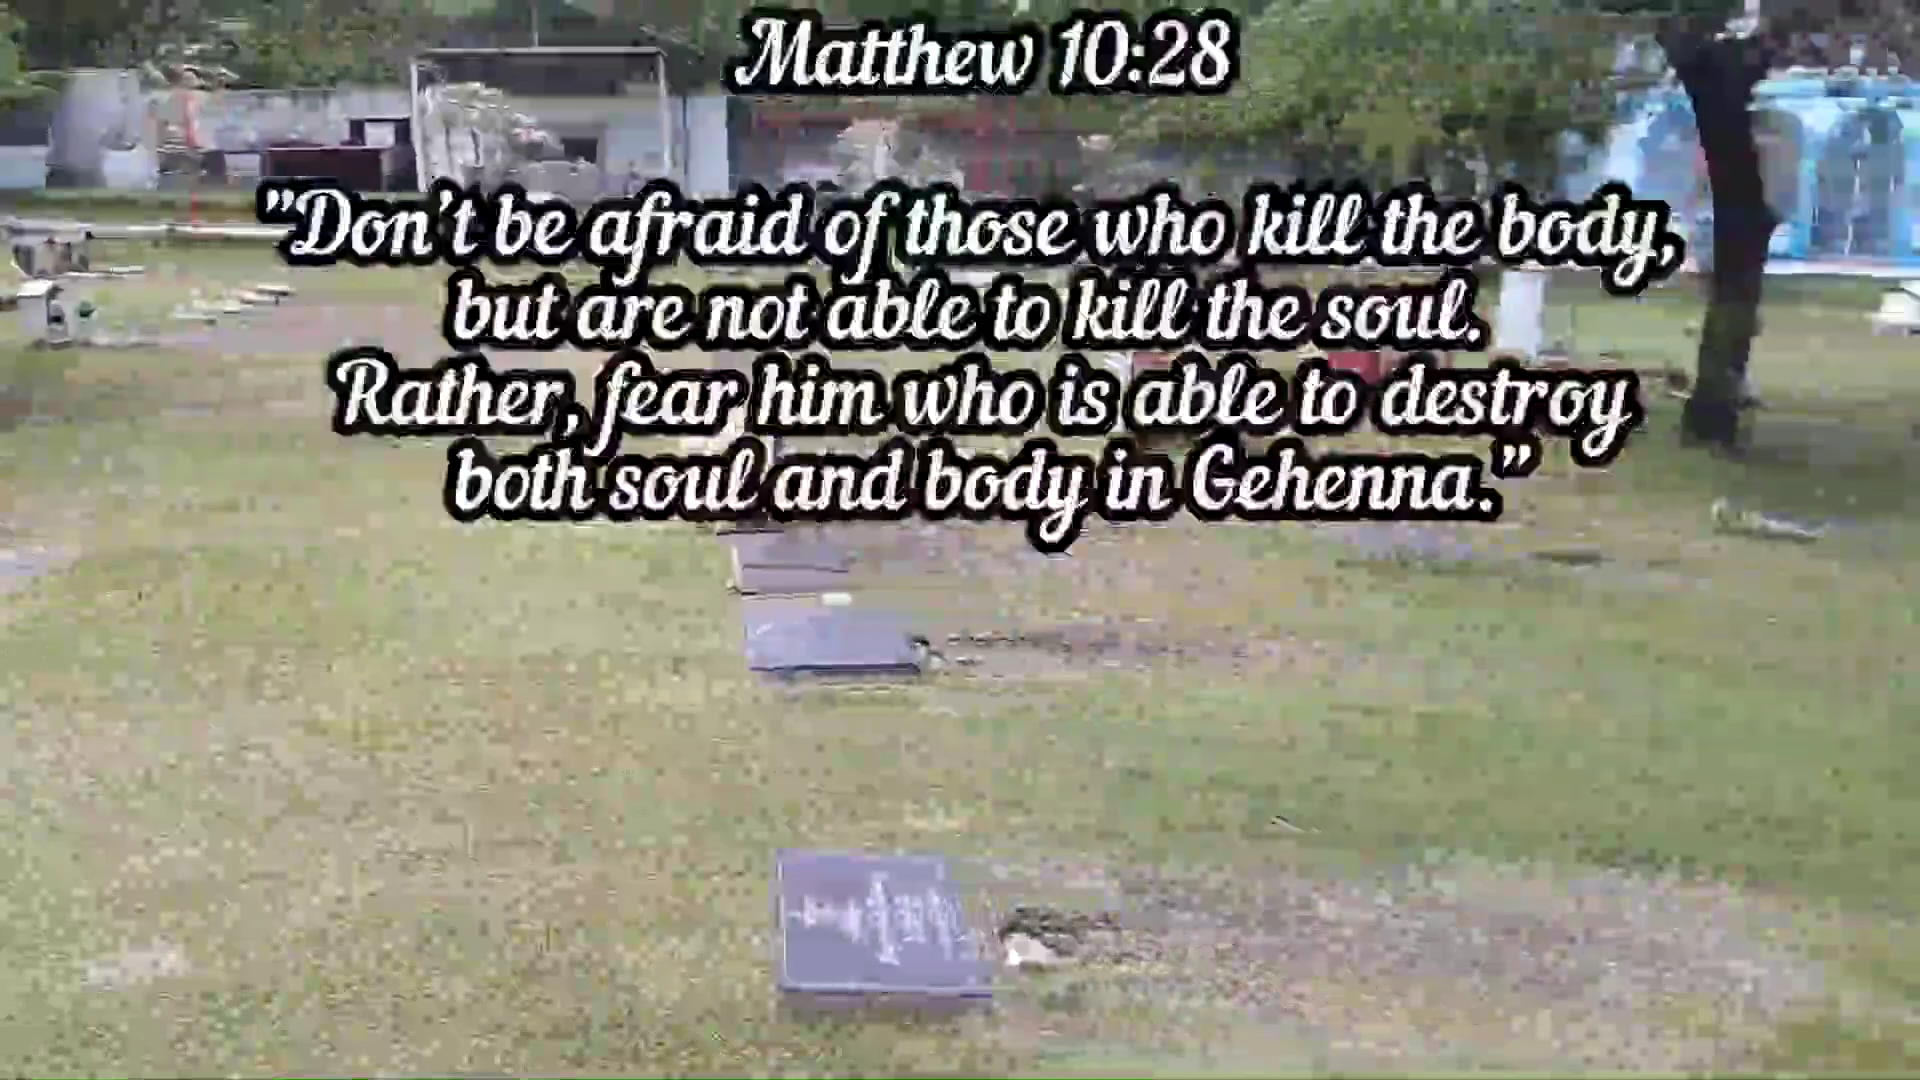 Matthew 10:28
"Don't be afraid of those who kill the body,
but are not able to kill the soul.
Rather, fear him who is able to destroy
both soul and body in Gehenna."